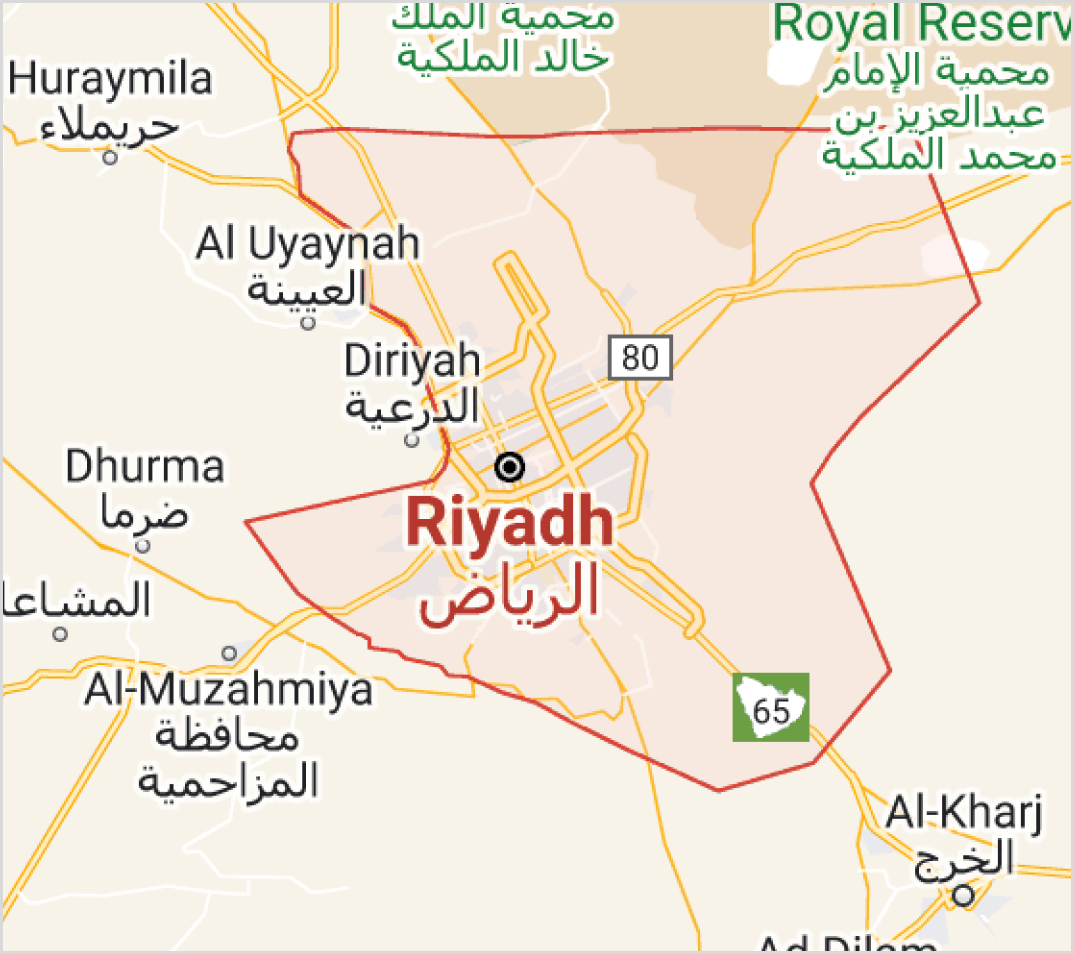 محمية الملك
خالد الملكية
Royal Reserv
محمية الإمام
عبدالعزيز بن
محمد الملكية
Huraymila
حريملاء
Al Uyaynah
العيينة
80
Diriyah
الدرعية
Dhurma
ضرما
Riyadh
الرياض
المشاعا
Al-Muzahmiya
محافظة
المزاحمية
65
Al-Kharj
الخرج
Ad Dilam